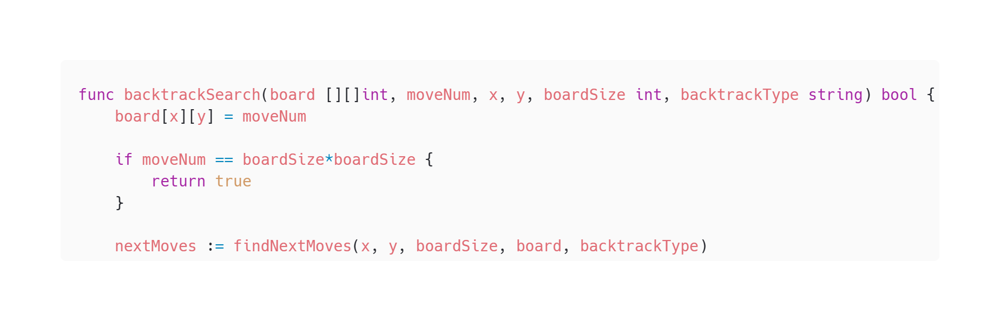 func backtrackSearch(board [][]int, moveNum, x, y, boardSize int, backtrackType string) bool {
    board[x][y] = moveNum

    if moveNum == boardSize*boardSize {
        return true
    }

    nextMoves := findNextMoves(x, y, boardSize, board, backtrackType)